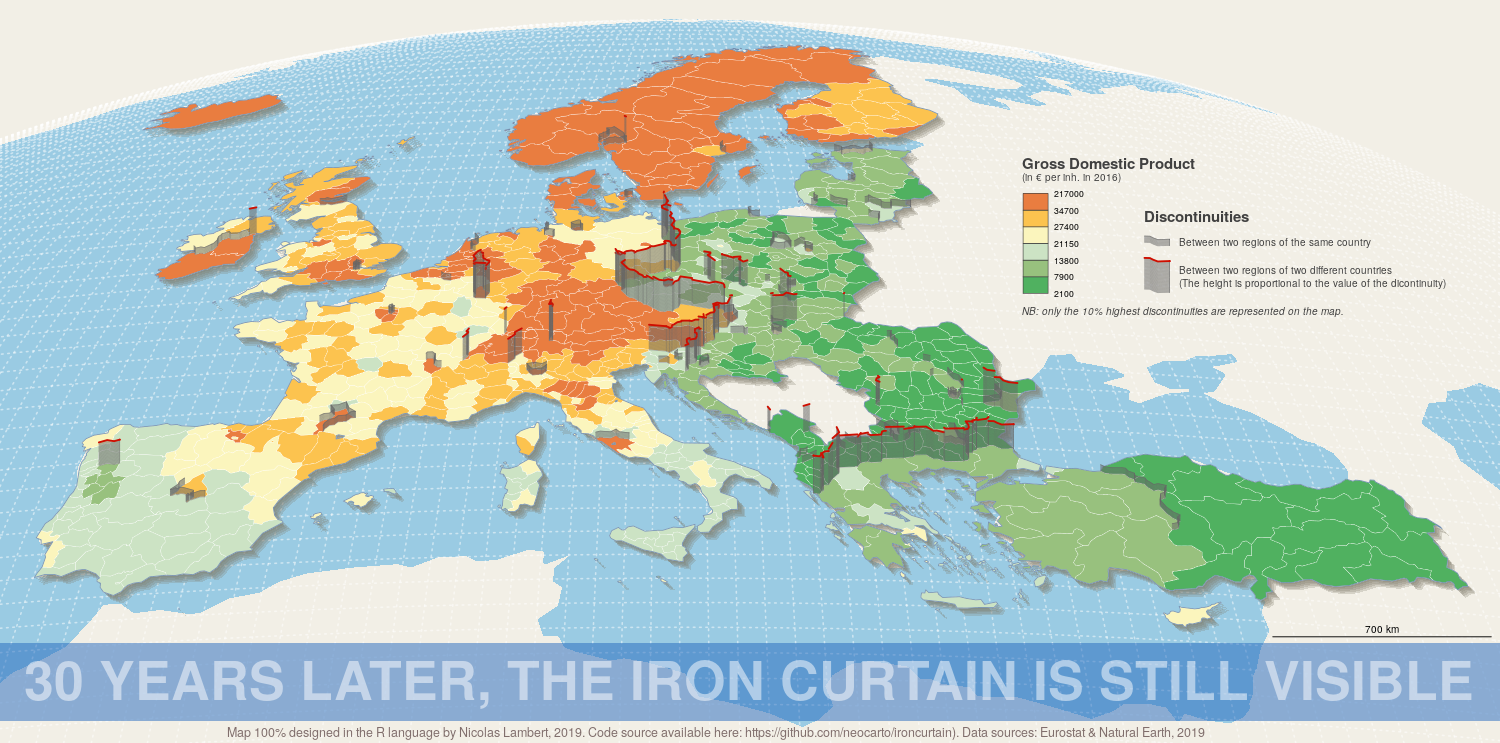 Gross Domestic Product
(in € per inh. in 2016)
217000
34700
27400
21150
13800
7900
2100
Discontinuities
Between two regions of the same country
Between two regions of two different countries
(The height is proportional to the value of the dicontinuity)
NB: only the 10% highest discontinuities are represented on the map.
700 km
30 YEARS LATER, THE IRON CURTAIN IS STILL VISIBLE
Map 100% designed in the R language by Nicolas Lambert, 2019. Code source available here: https://github.com/neocarto/ironcurtain). Data sources: Eurostat & Natural Earth, 2019